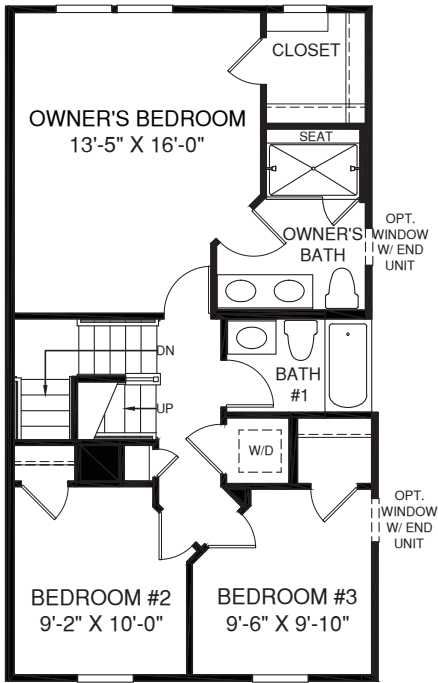 CLOSET
OWNER'S BEDROOM
13'-5" X 16'-0"
SEAT
OWNER'S
BATH
OPT.
WINDOW
W/ END
UNIT
DN
UP
BATH
#1
W/D
OPT.
WINDOW
W/ END
UNIT
BEDROOM #2
9'-2" X 10'-0"
BEDROOM #3
9'-6" X 9'-10"